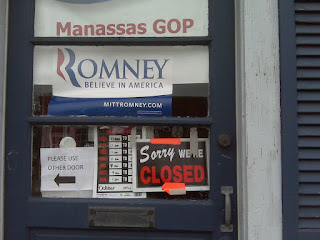 Manassas GOP
ROMNEY
BELIEVE IN AMERICA
MITTROMNEY.COM
PLEASE USE
OTHER DOOR
Sorry WE'RE
CLOSED